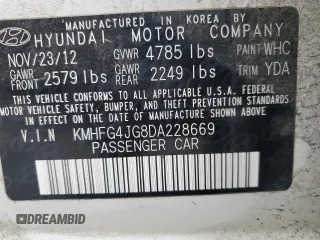 MANUFACTURED IN KOREA BY
HYUNDAI MOTOR COMPANY
NOV/23/12 GVWR 4785 lbs PAINT WHC
GAWR FRONT 2579 lbs GAWR REAR 2249 lbs TRIM YDA
THIS VEHICLE CONFORMS TO ALL APPLICABLE U.S. FEDERAL MOTOR VEHICLE SAFETY, BUMPER, AND THEFT PREVENTION STANDARDS IN EFFECT ON THE DATE OF MANUFACTURE SHOWN ABOVE.
V.I.N KMHFG4JG8DA228669
PASSENGER CAR
© DREAMBID